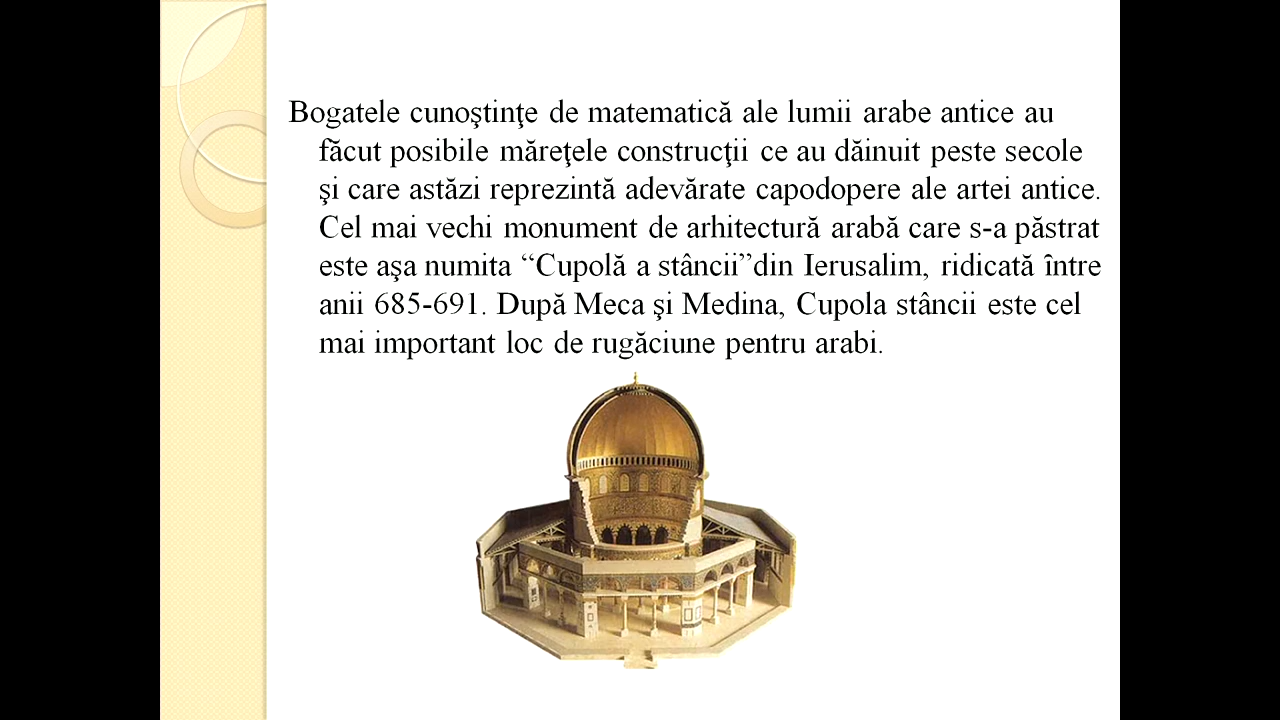 Bogatele cunoştinţe de matematică ale lumii arabe antice au
făcut posibile măreţele construcţii ce au dăinuit peste secole
şi care astăzi reprezintă adevărate capodopere ale artei antice.
Cel mai vechi monument de arhitectură arabă care s-a păstrat
este aşa numita “Cupolă a stâncii”din Ierusalim, ridicată între
anii 685-691. După Meca şi Medina, Cupola stâncii este cel
mai important loc de rugăciune pentru arabi.